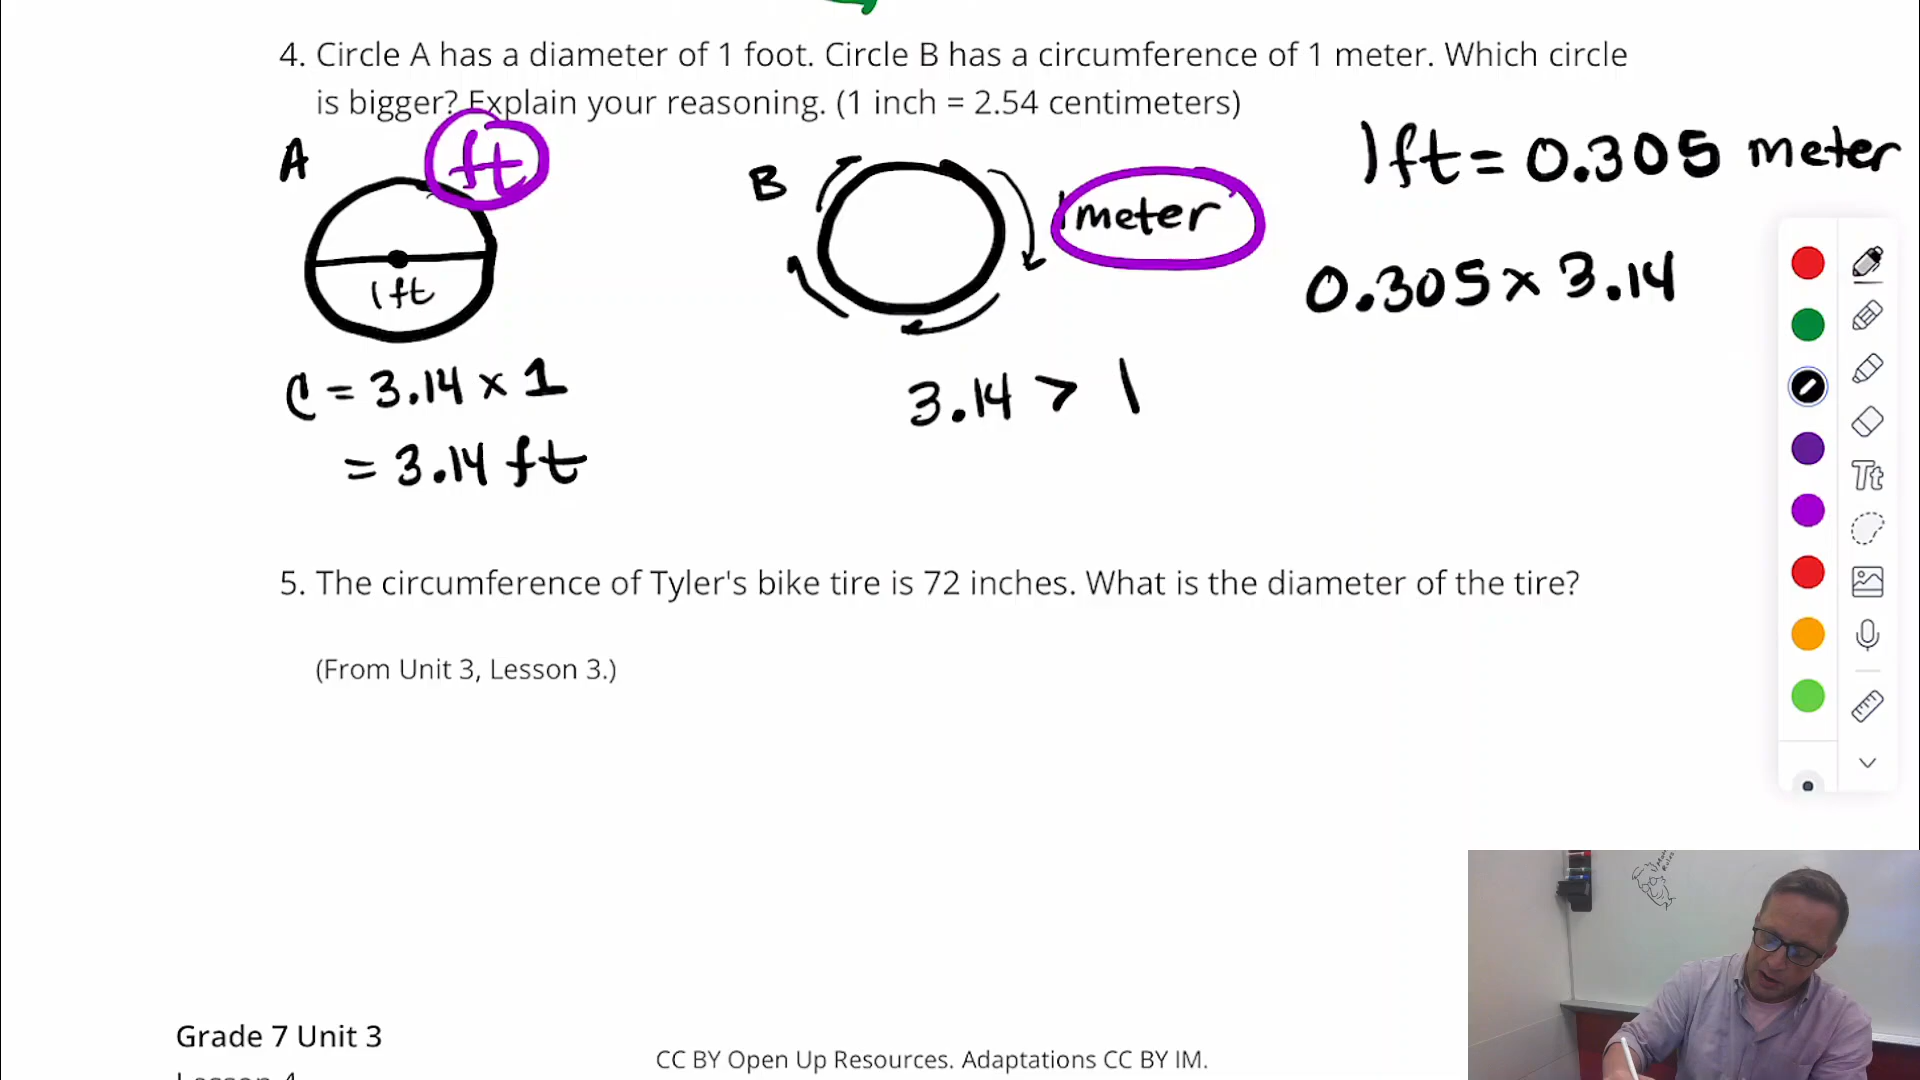 4. Circle A has a diameter of 1 foot. Circle B has a circumference of 1 meter. Which circle
is bigger? Explain your reasoning. (1 inch = 2.54 centimeters)
A
ft
B
1meter
1ft = 0.305 meter
1 ft
0.305 x 3.14
C = 3.14 x 1
3.14 > 1
= 3.14 ft
5. The circumference of Tyler's bike tire is 72 inches. What is the diameter of the tire?
(From Unit 3, Lesson 3.)
Tt
Grade 7 Unit 3
Lesson 4
CC BY Open Up Resources. Adaptations CC BY IM.